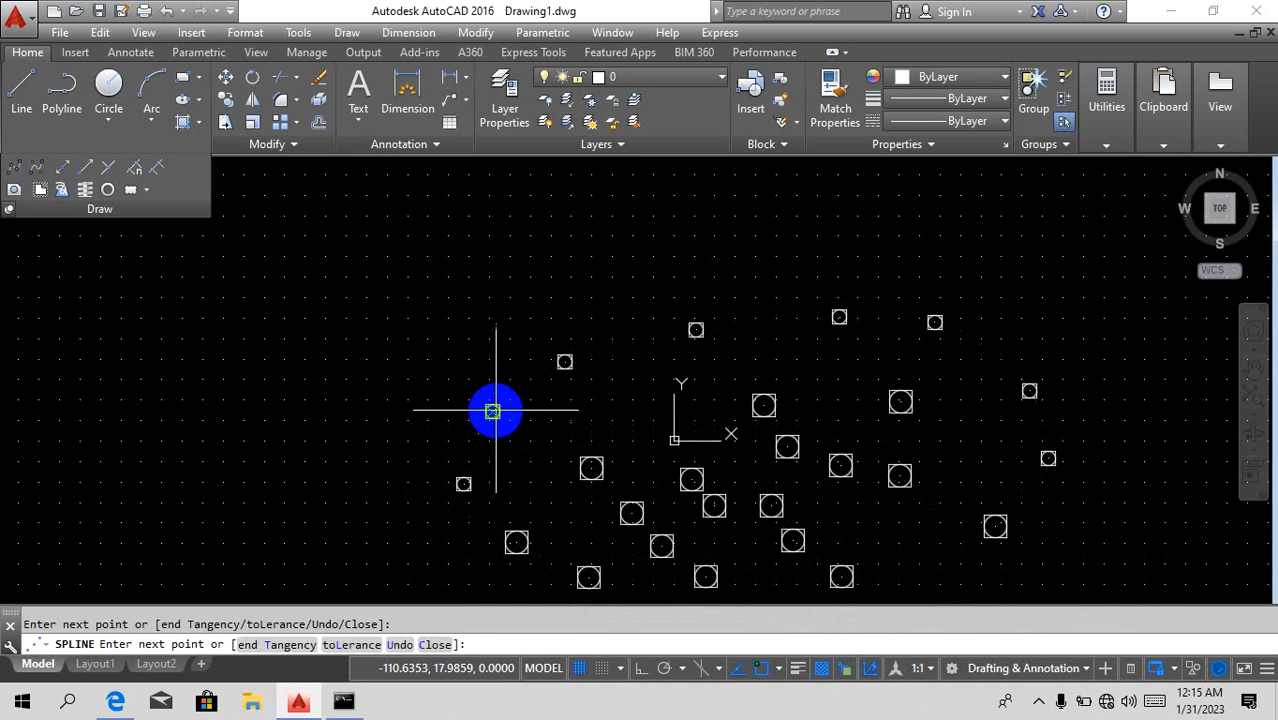 Autodesk AutoCAD 2016 Drawing1.dwg
Type a keyword or phrase
Sign In
File Edit View Insert Format Tools Draw Dimension Modify Parametric Window Help Express
Home Insert Annotation Parametric View Manage Output Add-ins A360 Express Tools Featured Apps BIM 360 Performance
0
ByLayer
ByLayer
ByLayer
Line Polyline Circle Arc
Text Dimension
Layer Properties
Insert
Match Properties
Group
Utilities
Clipboard
View
Modify
Annotation
Layers
Block
Properties
Groups
Draw
N
W TOP E
S
WCS
Y
X
Enter next point or [end Tangency/toLerance/Undo/Close]:
SPLINE Enter next point or [end Tangency toLerance Undo Close]:
Model Layout1 Layout2 +
-110.6353, 17.9859, 0.0000 MODEL
1:1
Drafting & Annotation
12:15 AM
1/31/2023